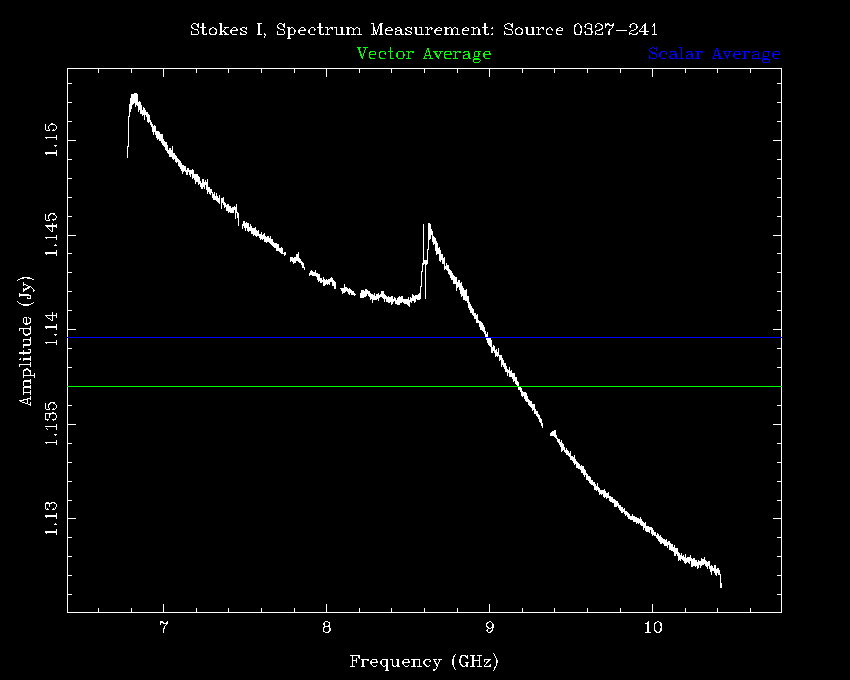 Stokes I, Spectrum Measurement: Source 0327-241
Vector Average
Scalar Average
1.15
1.145
1.14
1.135
1.13
Amplitude (Jy)
7
8
9
10
Frequency (GHz)